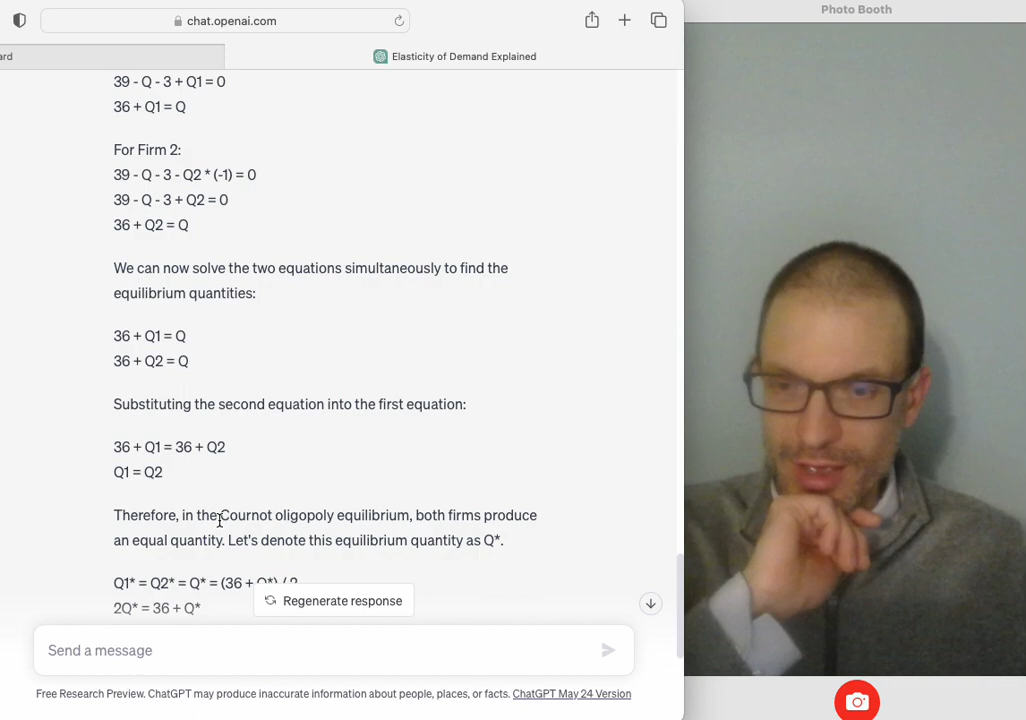 chat.openai.com
Photo Booth
ard
Elasticity of Demand Explained
39 - Q - 3 + Q1 = 0
36 + Q1 = Q
For Firm 2:
39 - Q - 3 - Q2 * (-1) = 0
39 - Q - 3 + Q2 = 0
36 + Q2 = Q
We can now solve the two equations simultaneously to find the
equilibrium quantities:
36 + Q1 = Q
36 + Q2 = Q
Substituting the second equation into the first equation:
36 + Q1 = 36 + Q2
Q1 = Q2
Therefore, in the Cournot oligopoly equilibrium, both firms produce
an equal quantity. Let's denote this equilibrium quantity as Q*.
Q1* = Q2* = Q* = (36 + Q*) / 2
2Q* = 36 + Q*
Regenerate response
Send a message
Free Research Preview. ChatGPT may produce inaccurate information about people, places, or facts. ChatGPT May 24 Version